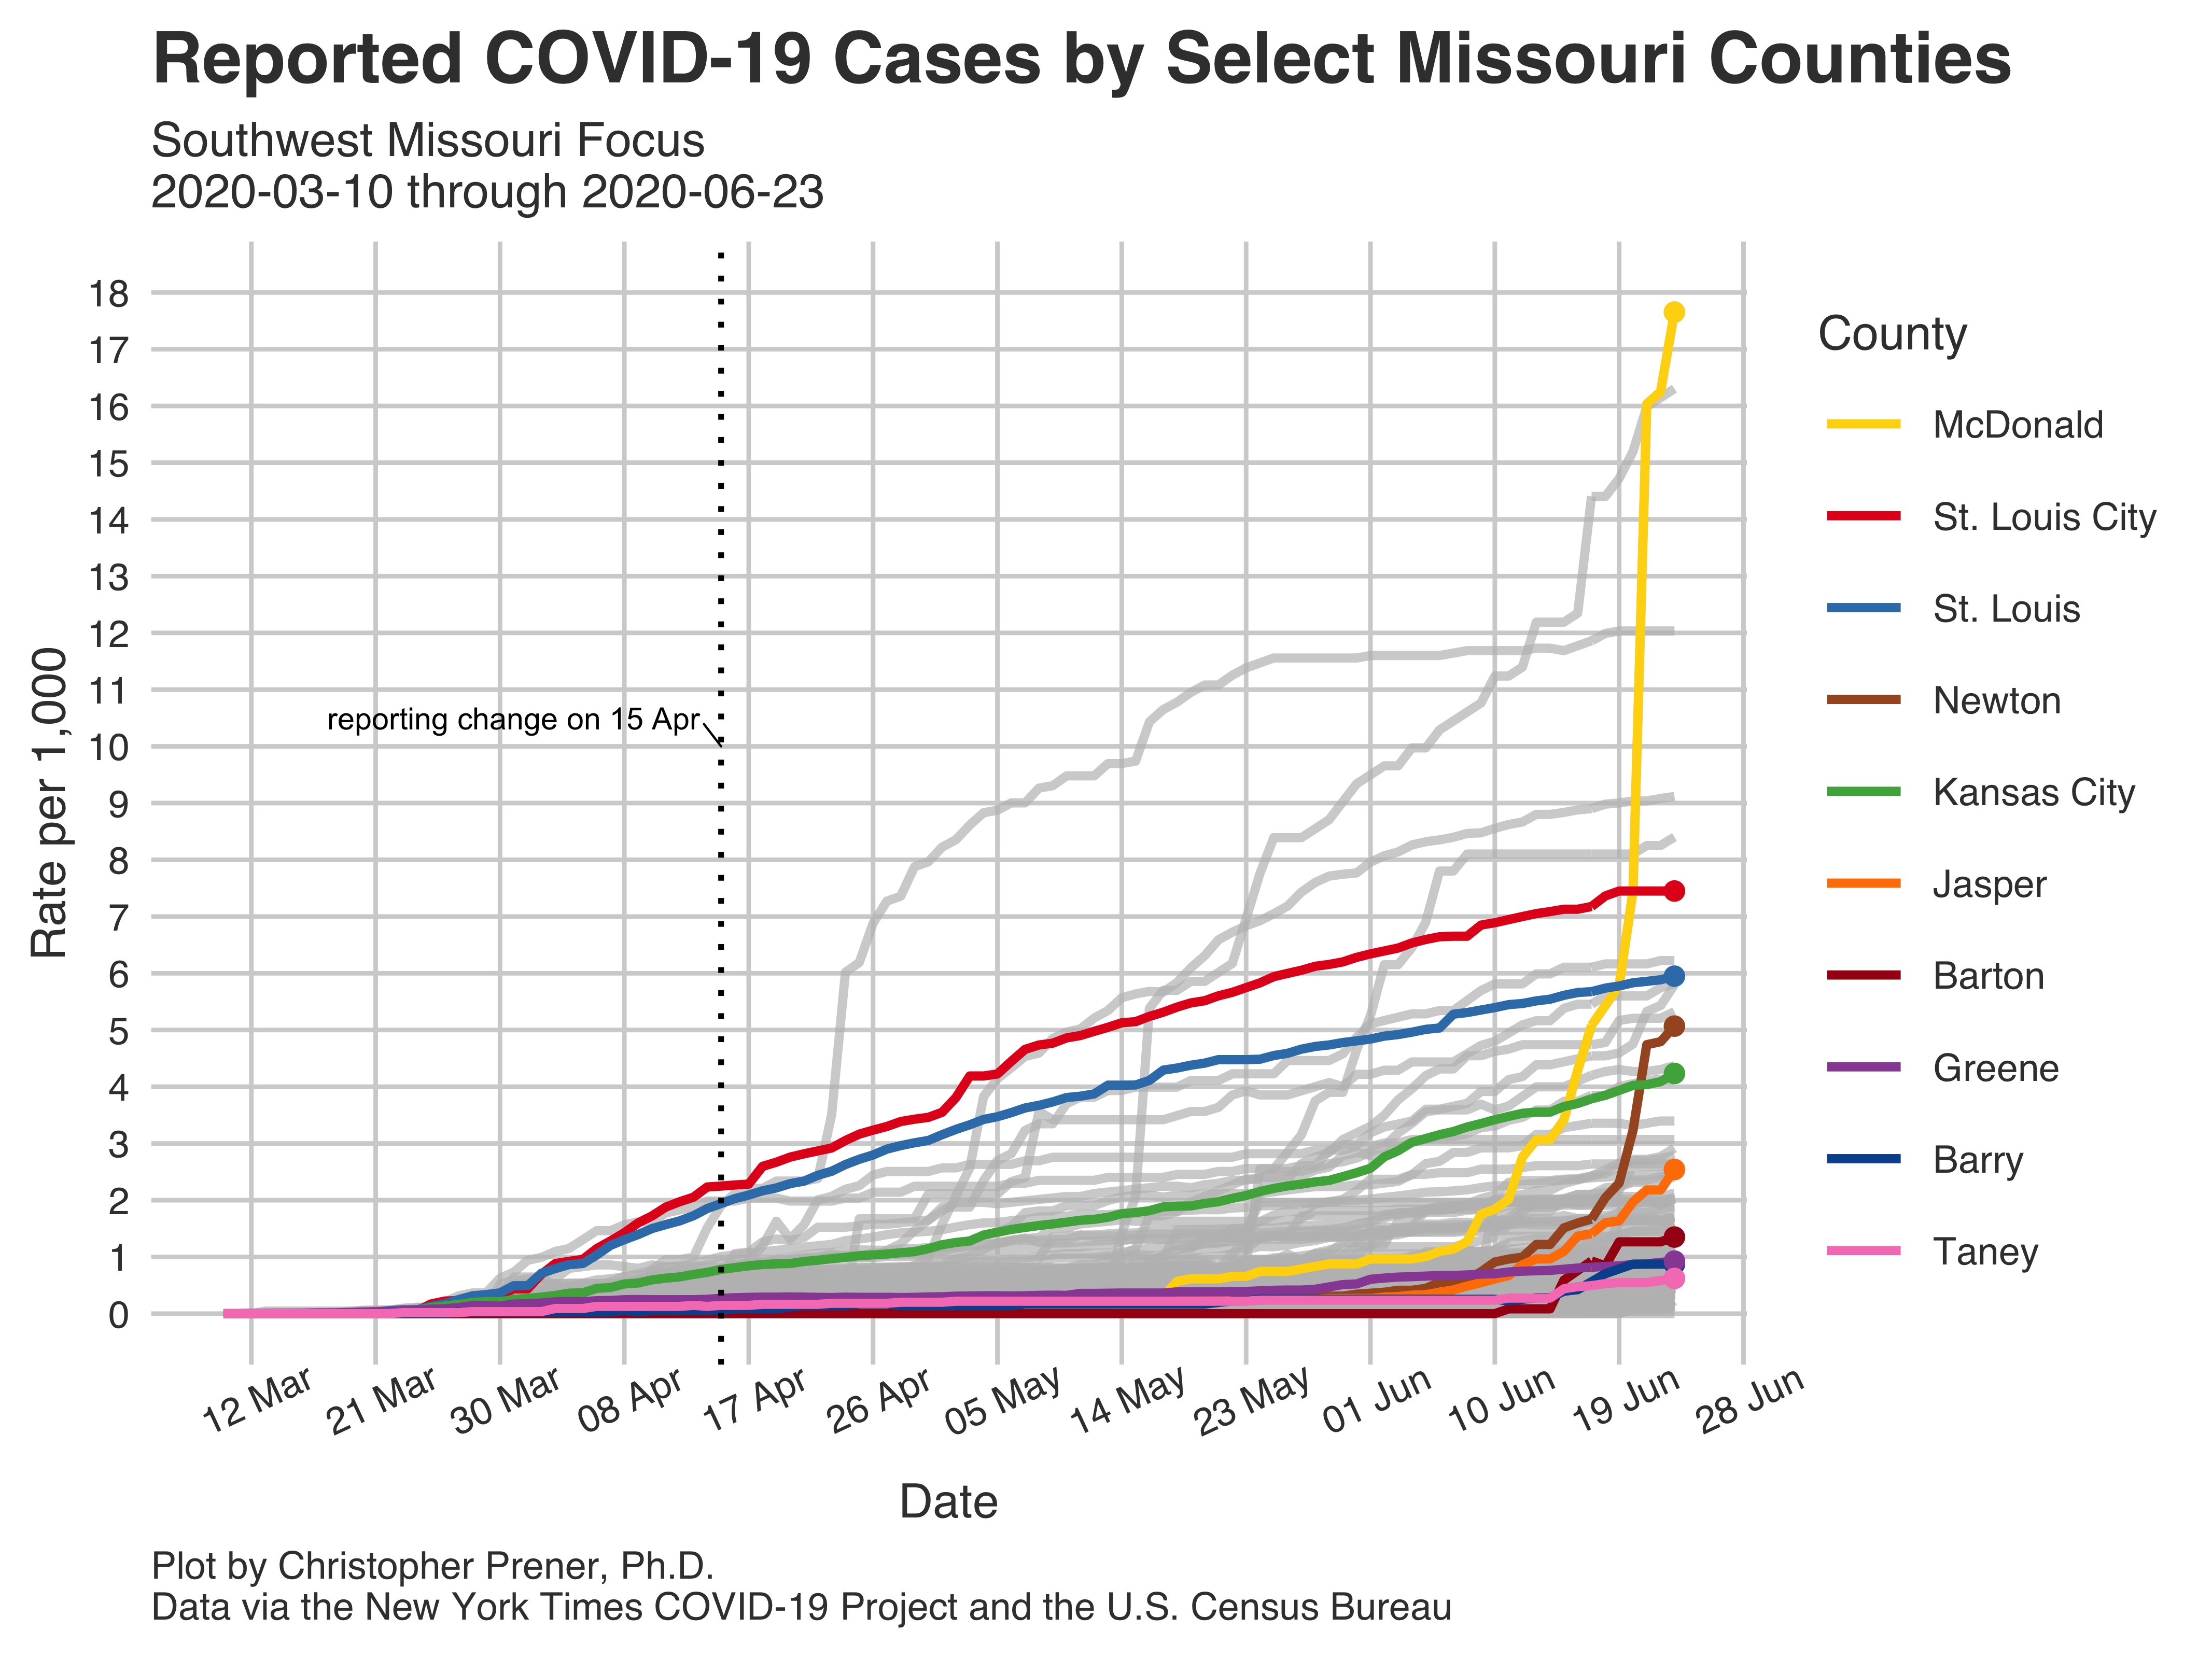 Reported COVID-19 Cases by Select Missouri Counties
Southwest Missouri Focus
2020-03-10 through 2020-06-23
Rate per 1,000
18
17
16
15
14
13
12
11
10
9
8
7
6
5
4
3
2
1
0
reporting change on 15 Apr
12 Mar
21 Mar
30 Mar
08 Apr
17 Apr
26 Apr
05 May
14 May
23 May
01 Jun
10 Jun
19 Jun
28 Jun
Date
County
McDonald
St. Louis City
St. Louis
Newton
Kansas City
Jasper
Barton
Greene
Barry
Taney
Plot by Christopher Prener, Ph.D.
Data via the New York Times COVID-19 Project and the U.S. Census Bureau